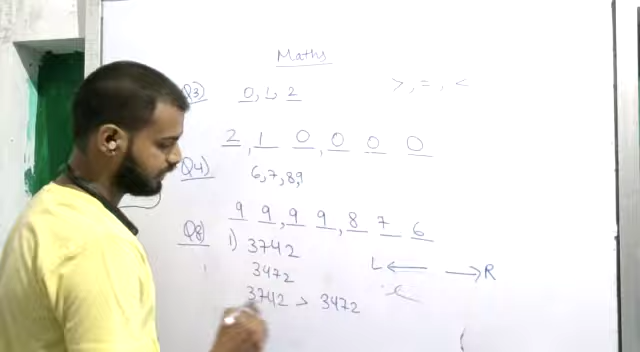 Maths
Q3) 0, 1, 2 >, =, <
2, 1 0 0, 0 0
Q4) 6,7,8,9
9 9, 9 9, 8 7 6
Q8) 1) 3742
L ← → R
3472
3742 > 3472